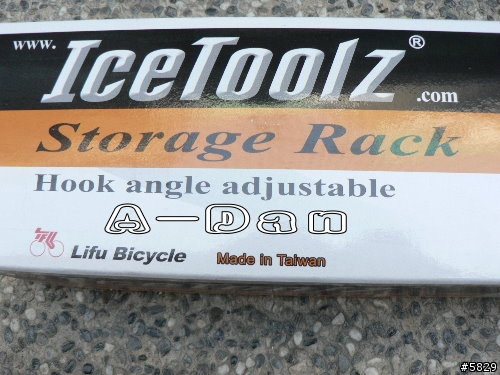 www.IceToolz®.com
Storage Rack
Hook angle adjustable
A-Dan
Lifu Bicycle Made in Taiwan
#5829